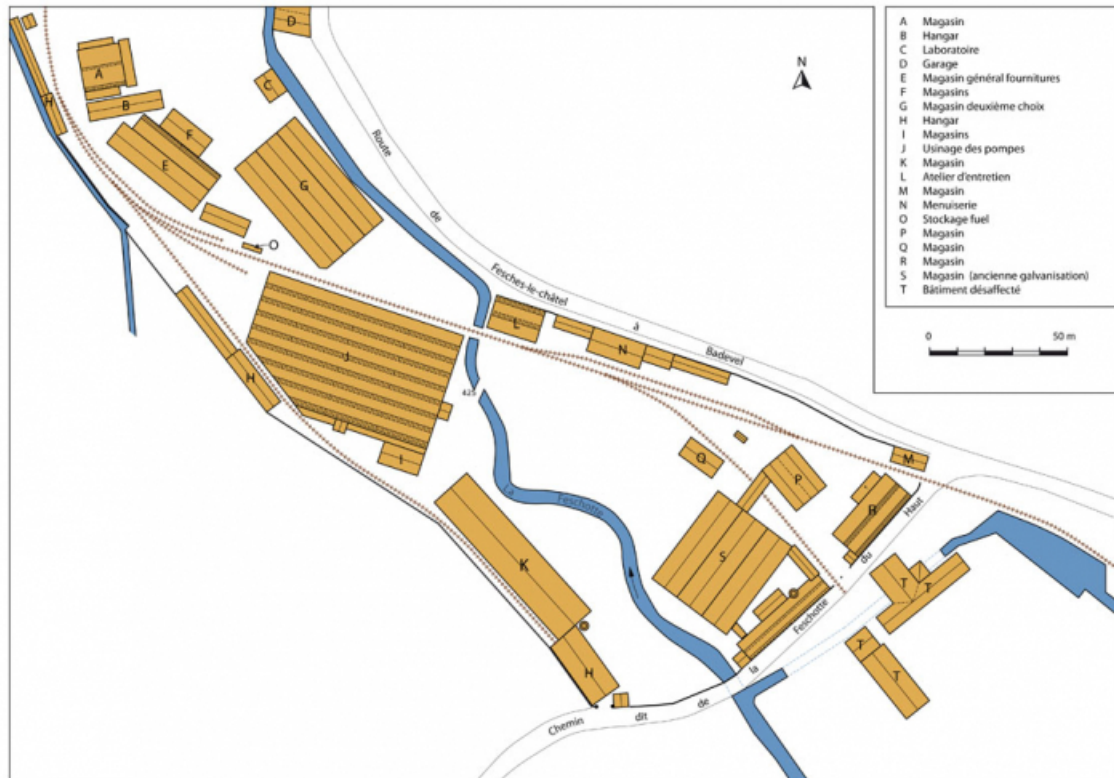 A Magasin
B Hangar
C Laboratoire
D Garage
E Magasin général fournitures
F Magasins
G Magasin deuxième choix
H Hangar
I Magasins
J Usinage des pompes
K Magasin
L Atelier d'entretien
M Magasin
N Menuiserie
O Stockage fuel
P Magasin
Q Magasin
R Magasin
S Magasin (ancienne galvanisation)
T Bâtiment désaffecté
0 50 m
N
D
C
A
H
B
F
E
G
O
Route
de
Fesches-le-châtel
à
Badevel
L
N
J
H
425
I
La Feschotte
Q
P
M
R
S
K
H
T
T
T
T
Chemin
dit
de
la
Feschotte
du
Haut